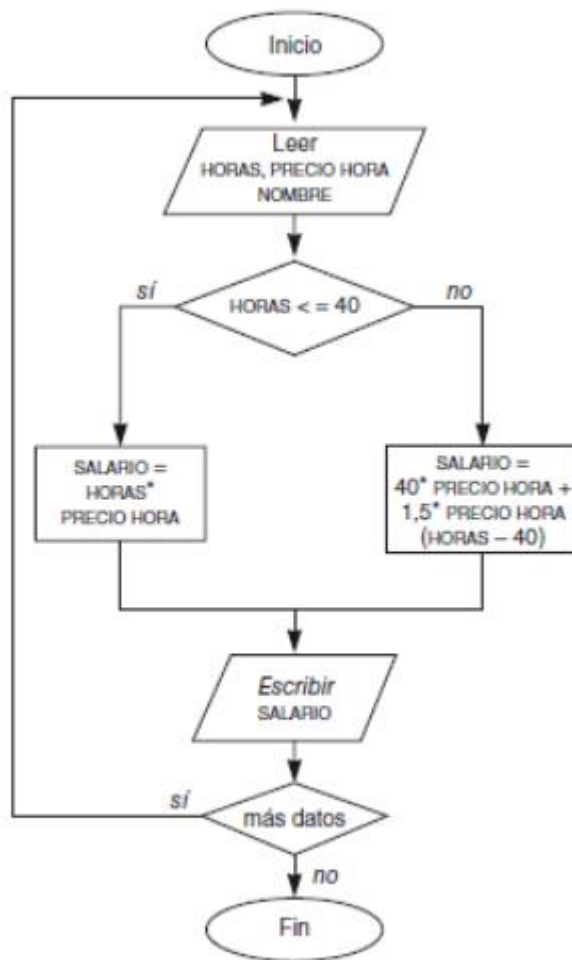 Inicio
Leer
HORAS, PRECIO HORA
NOMBRE
sí
HORAS < = 40
no
SALARIO =
HORAS*
PRECIO HORA
SALARIO =
40* PRECIO HORA +
1,5* PRECIO HORA
(HORAS – 40)
Escribir
SALARIO
sí
más datos
no
Fin